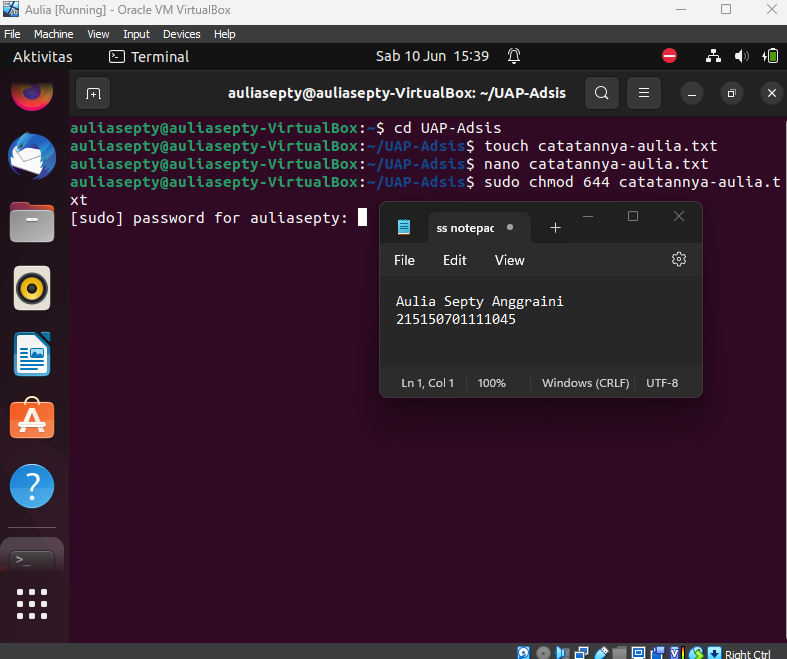 Aulia [Running] - Oracle VM VirtualBox
File Machine View Input Devices Help
Aktivitas Terminal Sab 10 Jun 15:39
auliasepty@auliasepty-VirtualBox: ~/UAP-Adsis
auliasepty@auliasepty-VirtualBox:~$ cd UAP-Adsis
auliasepty@auliasepty-VirtualBox:~/UAP-Adsis$ touch catatannya-aulia.txt
auliasepty@auliasepty-VirtualBox:~/UAP-Adsis$ nano catatannya-aulia.txt
auliasepty@auliasepty-VirtualBox:~/UAP-Adsis$ sudo chmod 644 catatannya-aulia.t
xt
[sudo] password for auliasepty:
ss notepac
File Edit View
Aulia Septy Anggraini
215150701111045
Ln 1, Col 1 100% Windows (CRLF) UTF-8
Right Ctrl